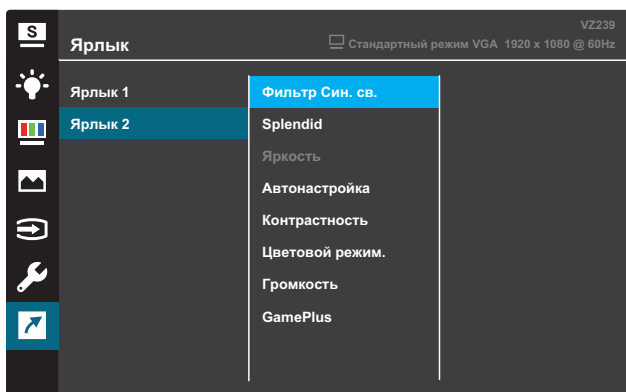 S
VZ239
Ярлык
Стандартный режим VGA 1920 x 1080 @ 60Hz
Ярлык 1
Фильтр Син. св.
Ярлык 2
Splendid
Яркость
Автонастройка
Контрастность
Цветовой режим.
Громкость
GamePlus